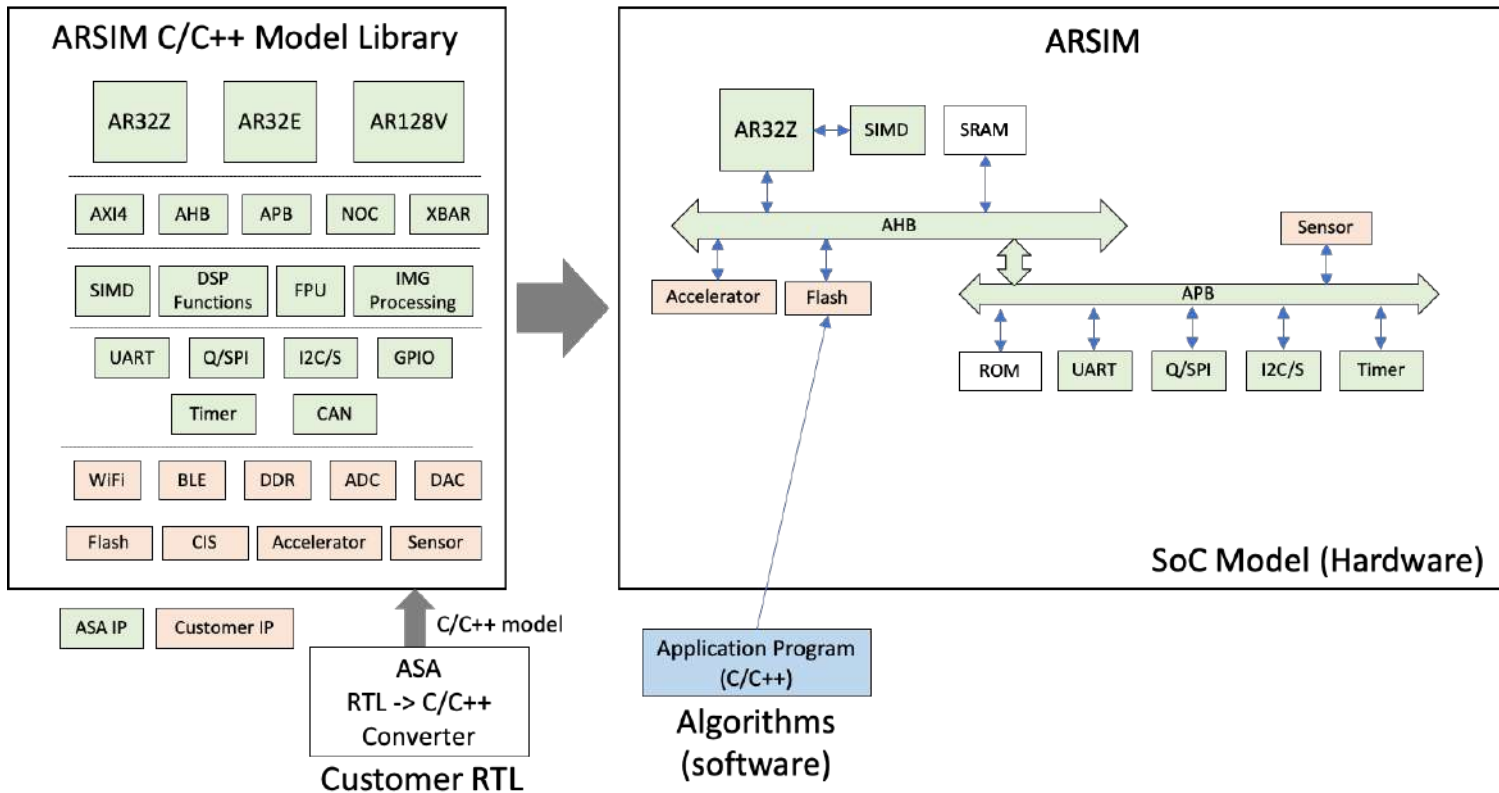 ARSIM C/C++ Model Library
AR32Z
AR32E
AR128V
AXI4
AHB
APB
NOC
XBAR
SIMD
DSP
Functions
FPU
IMG
Processing
UART
Q/SPI
I2C/S
GPIO
Timer
CAN
WiFi
BLE
DDR
ADC
DAC
Flash
CIS
Accelerator
Sensor
ASA IP
Customer IP
C/C++ model
ASA
RTL -> C/C++
Converter
Customer RTL
ARSIM
AR32Z
SIMD
SRAM
AHB
Sensor
Accelerator
Flash
APB
ROM
UART
Q/SPI
I2C/S
Timer
SoC Model (Hardware)
Application Program
(C/C++)
Algorithms
(software)